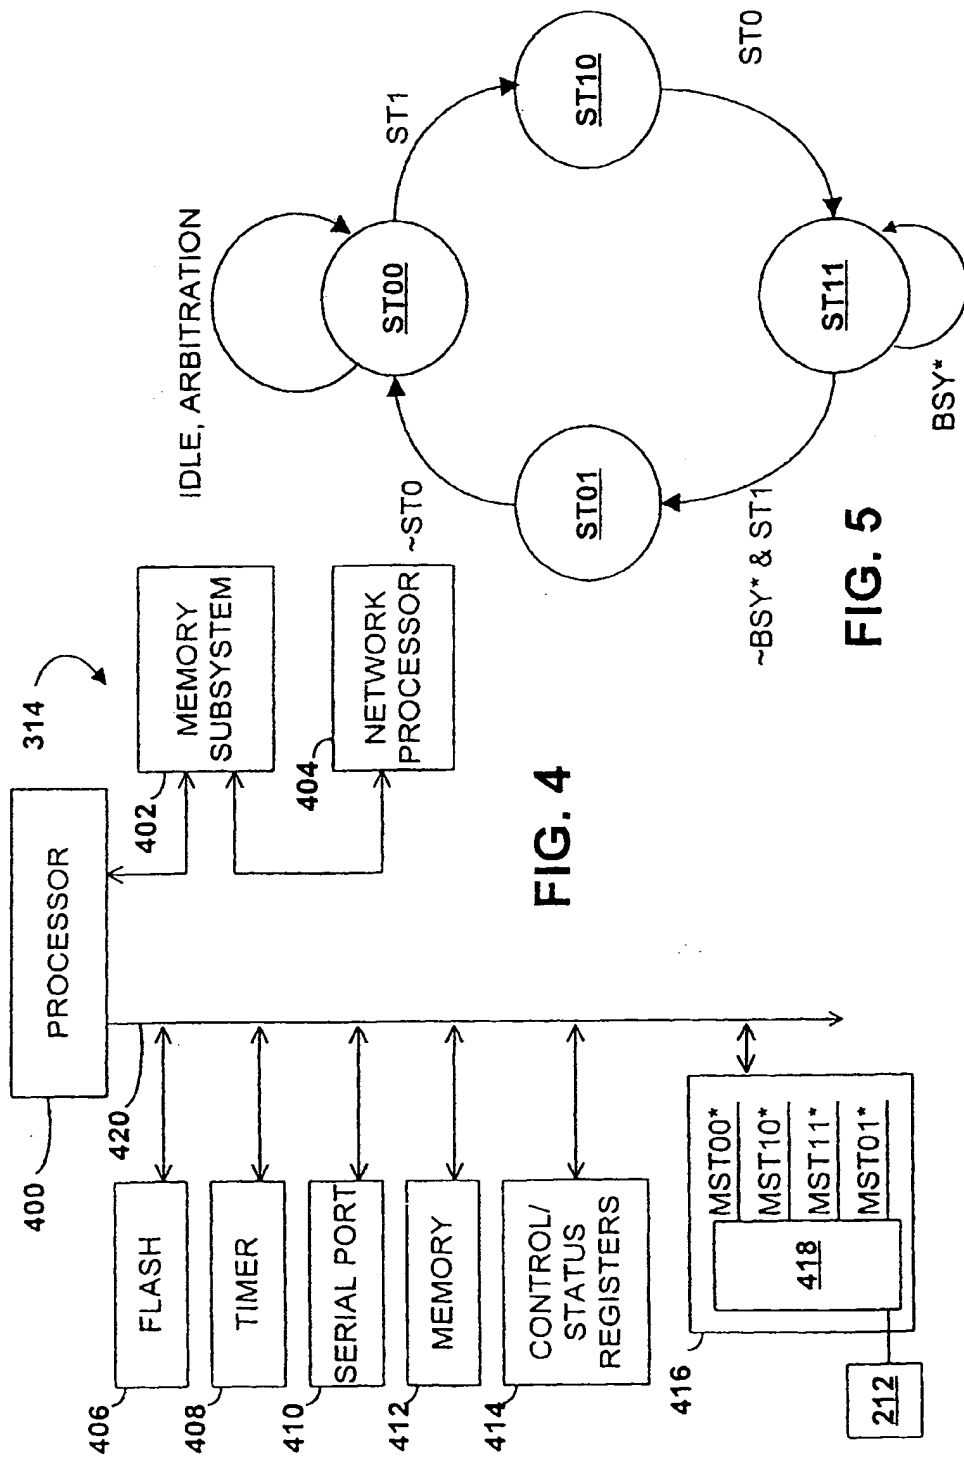 314
400
PROCESSOR
420
402
MEMORY
SUBSYSTEM
404
NETWORK
PROCESSOR
406
FLASH
408
TIMER
410
SERIAL PORT
412
MEMORY
414
CONTROL/
STATUS
REGISTERS
416
418
MST00*
MST10*
MST11*
MST01*
212
FIG. 4
IDLE, ARBITRATION
ST00
ST1
ST10
ST0
ST11
BSY*
~BSY* & ST1
ST01
~ST0
FIG. 5